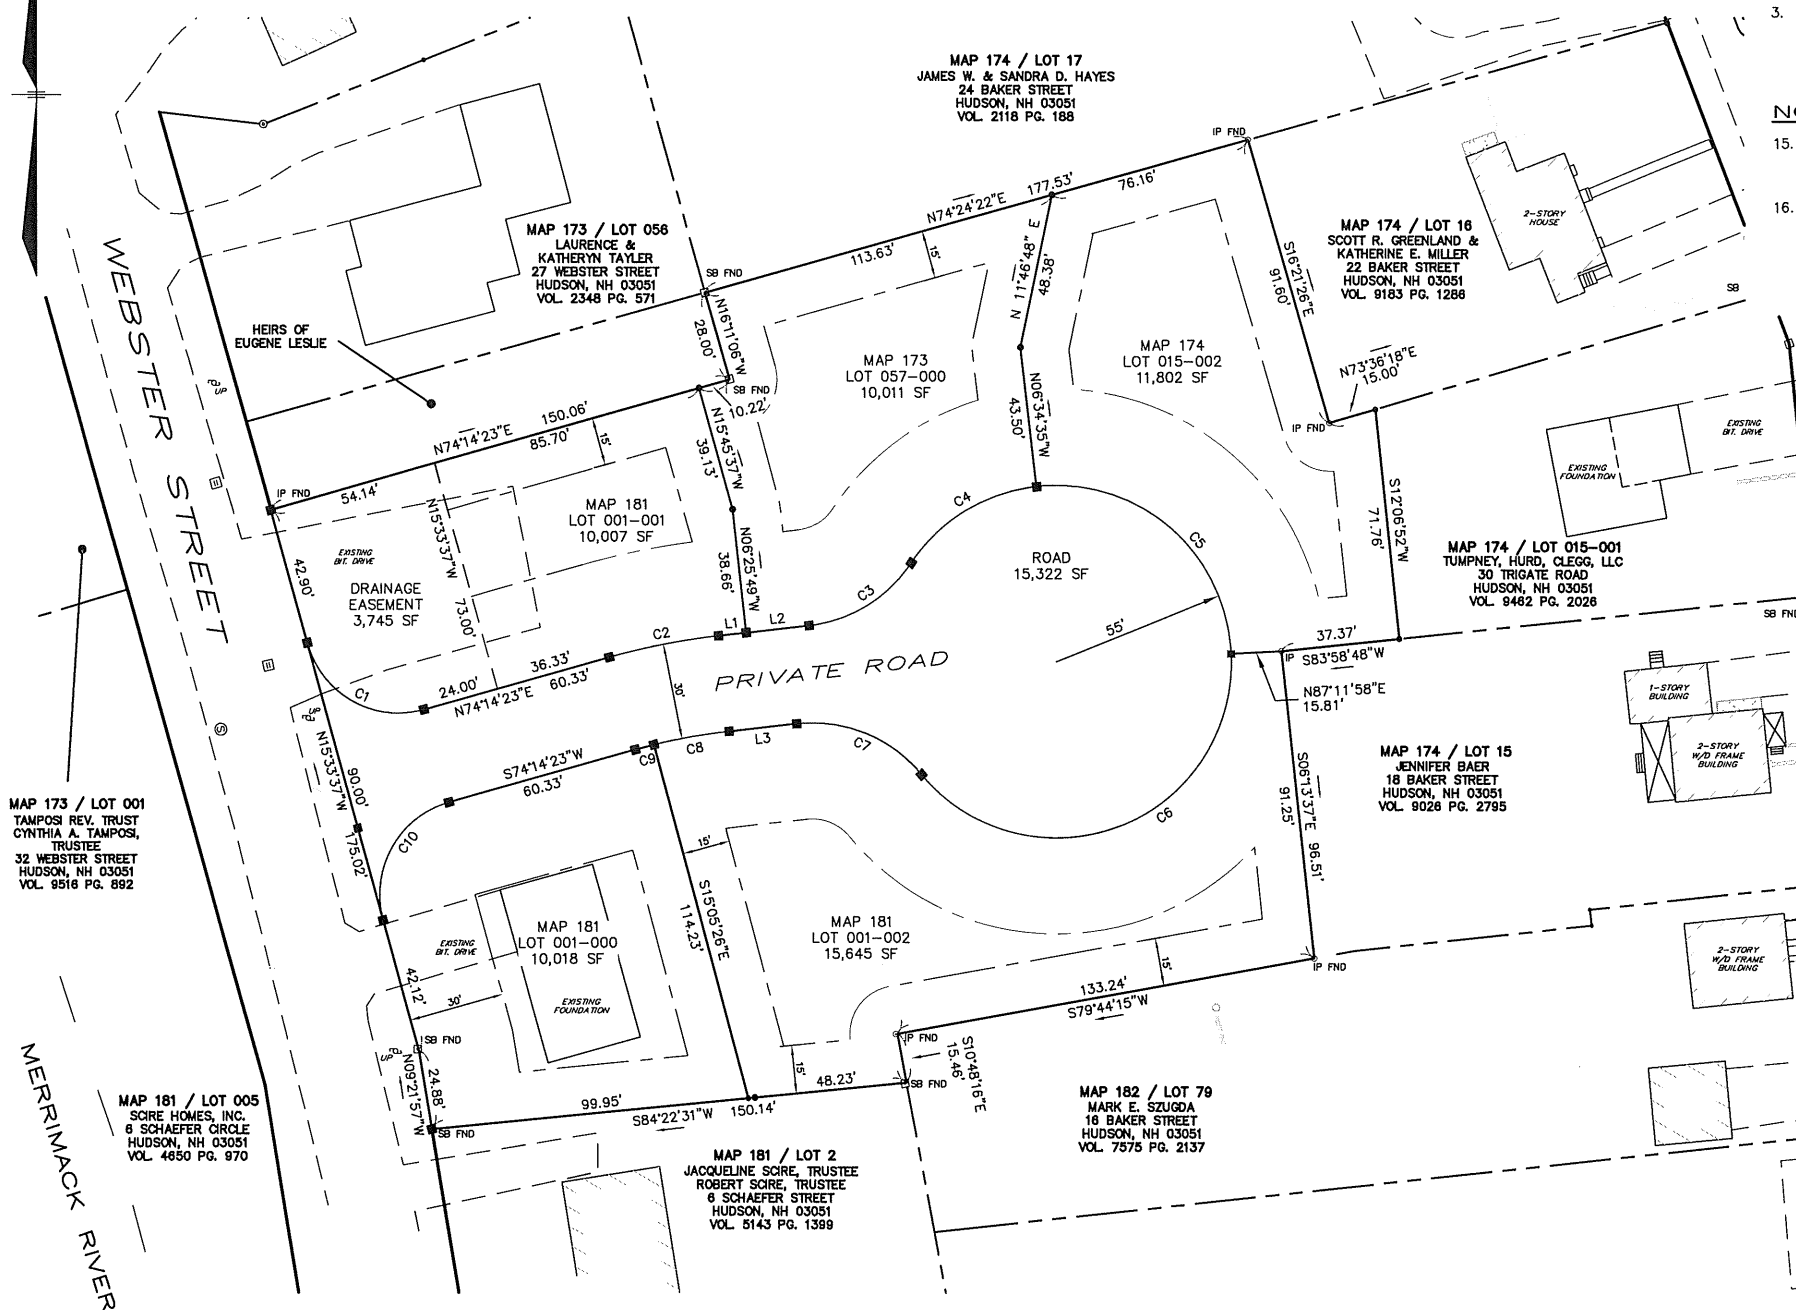 3.
NO
15.
16.
MAP 174 / LOT 17
JAMES W. & SANDRA D. HAYES
24 BAKER STREET
HUDSON, NH 03051
VOL. 2118 PG. 188
IP FND
177.53'
76.16'
N74°24'22"E
113.63'
15'
MAP 173 / LOT 056
LAURENCE &
KATHERYN TAYLER
27 WEBSTER STREET
HUDSON, NH 03051
VOL. 2348 PG. 571
SB FND
N16°11'06"W
28.00'
SB FND
10.22'
N 11°46'48" E
48.38'
S16°21'26"E
91.60'
MAP 174 / LOT 16
SCOTT R. GREENLAND &
KATHERINE E. MILLER
22 BAKER STREET
HUDSON, NH 03051
VOL. 9183 PG. 1286
2-STORY
HOUSE
SB
HEIRS OF
EUGENE LESLIE
WEBSTER STREET
UP
MAP 173
LOT 057-000
10,011 SF
MAP 174
LOT 015-002
11,802 SF
N73°36'18"E
15.00'
IP FND
N06°34'35"W
43.50'
150.06'
N74°14'23"E
85.70'
15'
54.14'
IP FND
N15°45'37"W
39.13'
MAP 181
LOT 001-001
10,007 SF
N15°33'37"W
73.00'
EXISTING
BIT. DRIVE
DRAINAGE
EASEMENT
3,745 SF
42.90'
N06°25'49"W
38.66'
C4
C5
C3
ROAD
15,322 SF
55'
S12°06'52"W
71.76'
EXISTING
FOUNDATION
EXISTING
BIT. DRIVE
MAP 174 / LOT 015-001
TUMPNEY, HURD, CLEGG, LLC
30 TRIGATE ROAD
HUDSON, NH 03051
VOL. 9482 PG. 2026
SB FND
37.37'
S83°58'48"W
IP
N87°11'58"E
15.81'
C2
L1
L2
C1
24.00'
36.33'
N74°14'23"E
60.33'
30'
PRIVATE ROAD
UP
N15°33'37"W
90.00'
175.02'
S74°14'23"W
60.33'
C9
C8
L3
C7
C6
C10
S06°13'37"E
91.25'
96.51'
MAP 174 / LOT 15
JENNIFER BAER
18 BAKER STREET
HUDSON, NH 03051
VOL. 9026 PG. 2795
1-STORY
BUILDING
2-STORY
W/D FRAME
BUILDING
MAP 173 / LOT 001
TAMPOSI REV. TRUST
CYNTHIA A. TAMPOSI,
TRUSTEE
32 WEBSTER STREET
HUDSON, NH 03051
VOL. 9516 PG. 892
15'
S15°05'26"E
114.23'
MAP 181
LOT 001-002
15,645 SF
EXISTING
BIT. DRIVE
MAP 181
LOT 001-000
10,018 SF
EXISTING
FOUNDATION
42.12'
30'
SB FND
UP
N09°21'57"W
24.88'
SB FND
99.95'
S84°22'31"W
150.14'
15'
48.23'
SB FND
IP FND
S10°48'16"E
15.46'
133.24'
S79°44'15"W
15'
IP FND
2-STORY
W/D FRAME
BUILDING
MERRIMACK RIVER
MAP 181 / LOT 005
SCIRE HOMES, INC.
6 SCHAEFER CIRCLE
HUDSON, NH 03051
VOL. 4650 PG. 970
MAP 181 / LOT 2
JACQUELINE SCIRE, TRUSTEE
ROBERT SCIRE, TRUSTEE
6 SCHAEFER STREET
HUDSON, NH 03051
VOL. 5143 PG. 1399
MAP 182 / LOT 79
MARK E. SZUGDA
16 BAKER STREET
HUDSON, NH 03051
VOL. 7575 PG. 2137